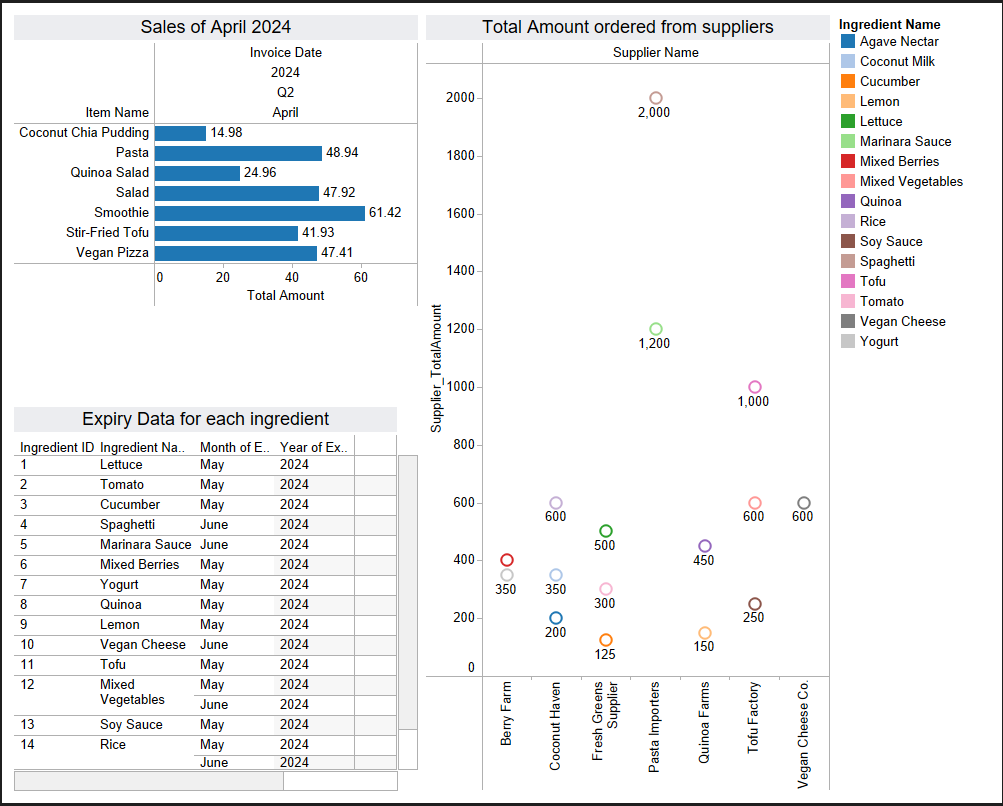 Sales of April 2024
Invoice Date
2024
Q2
Item Name April
Coconut Chia Pudding 14.98
Pasta 48.94
Quinoa Salad 24.96
Salad 47.92
Smoothie 61.42
Stir-Fried Tofu 41.93
Vegan Pizza 47.41
0 20 40 60
Total Amount
Expiry Data for each ingredient
Ingredient ID Ingredient Na.. Month of E.. Year of Ex..
1 Lettuce May 2024
2 Tomato May 2024
3 Cucumber May 2024
4 Spaghetti June 2024
5 Marinara Sauce June 2024
6 Mixed Berries May 2024
7 Yogurt May 2024
8 Quinoa May 2024
9 Lemon May 2024
10 Vegan Cheese June 2024
11 Tofu May 2024
12 Mixed May 2024
Vegetables
June 2024
13 Soy Sauce May 2024
14 Rice May 2024
June 2024
Total Amount ordered from suppliers
Supplier Name
Supplier_TotalAmount
2000
1800
1600
1400
1200
1000
800
600
400
200
0
2,000
1,200
1,000
600 600 600
500
450
350 350
300
250
200
150
125
Berry Farm
Coconut Haven
Fresh Greens
Supplier
Pasta Importers
Quinoa Farms
Tofu Factory
Vegan Cheese Co.
Ingredient Name
Agave Nectar
Coconut Milk
Cucumber
Lemon
Lettuce
Marinara Sauce
Mixed Berries
Mixed Vegetables
Quinoa
Rice
Soy Sauce
Spaghetti
Tofu
Tomato
Vegan Cheese
Yogurt